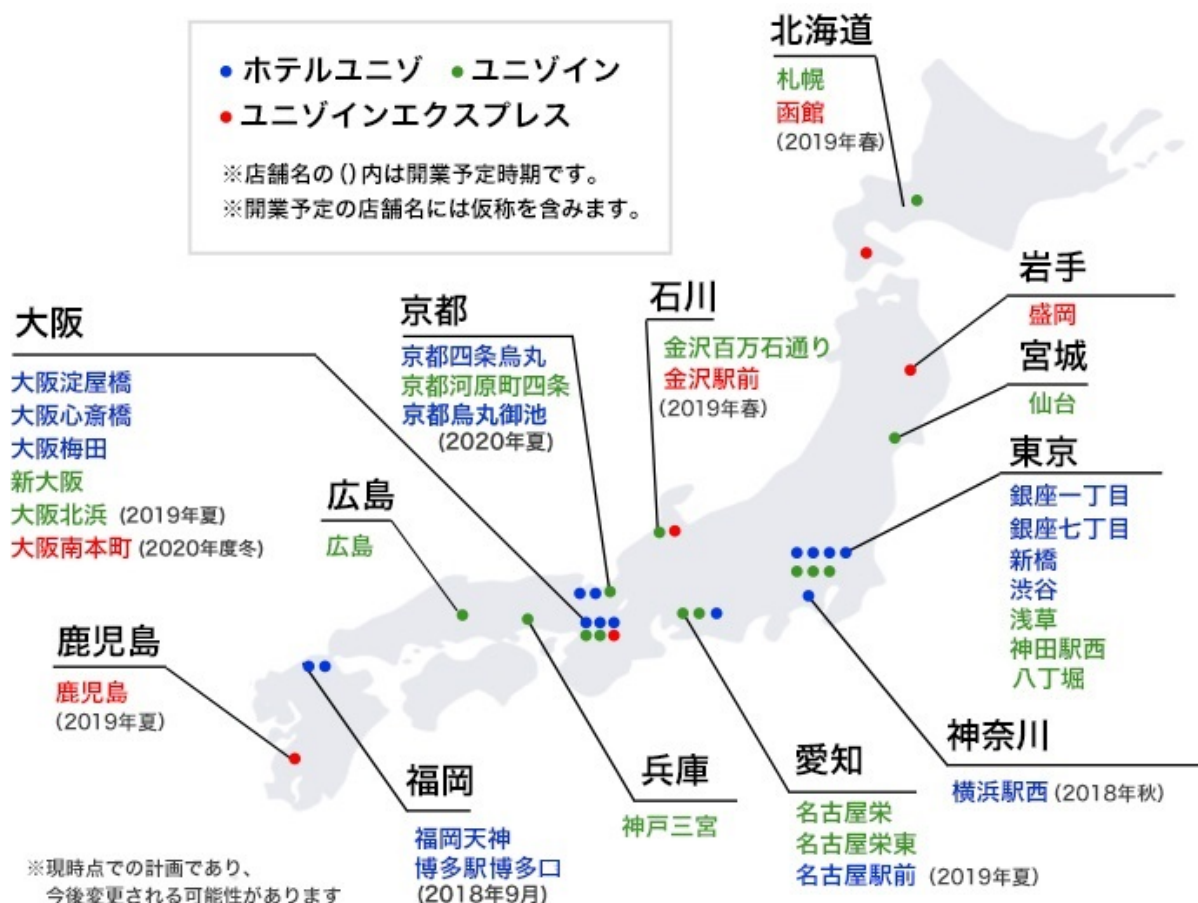 ● ホテルユニゾ ● ユニゾイン
● ユニゾインエクスプレス
※店舗名の()内は開業予定時期です。
※開業予定の店舗名には仮称を含みます。
北海道
札幌
函館
(2019年春)
岩手
盛岡
宮城
仙台
東京
銀座一丁目
銀座七丁目
新橋
渋谷
浅草
神田駅西
八丁堀
神奈川
横浜駅西 (2018年秋)
石川
金沢百万石通り
金沢駅前
(2019年春)
京都
京都四条烏丸
京都河原町四条
京都烏丸御池
(2020年夏)
大阪
大阪淀屋橋
大阪心斎橋
大阪梅田
新大阪
大阪北浜 (2019年夏)
大阪南本町 (2020年度冬)
広島
広島
鹿児島
鹿児島
(2019年夏)
福岡
福岡天神
博多駅博多口
(2018年9月)
兵庫
神戸三宮
愛知
名古屋栄
名古屋栄東
名古屋駅前 (2019年夏)
※現時点での計画であり、
今後変更される可能性があります